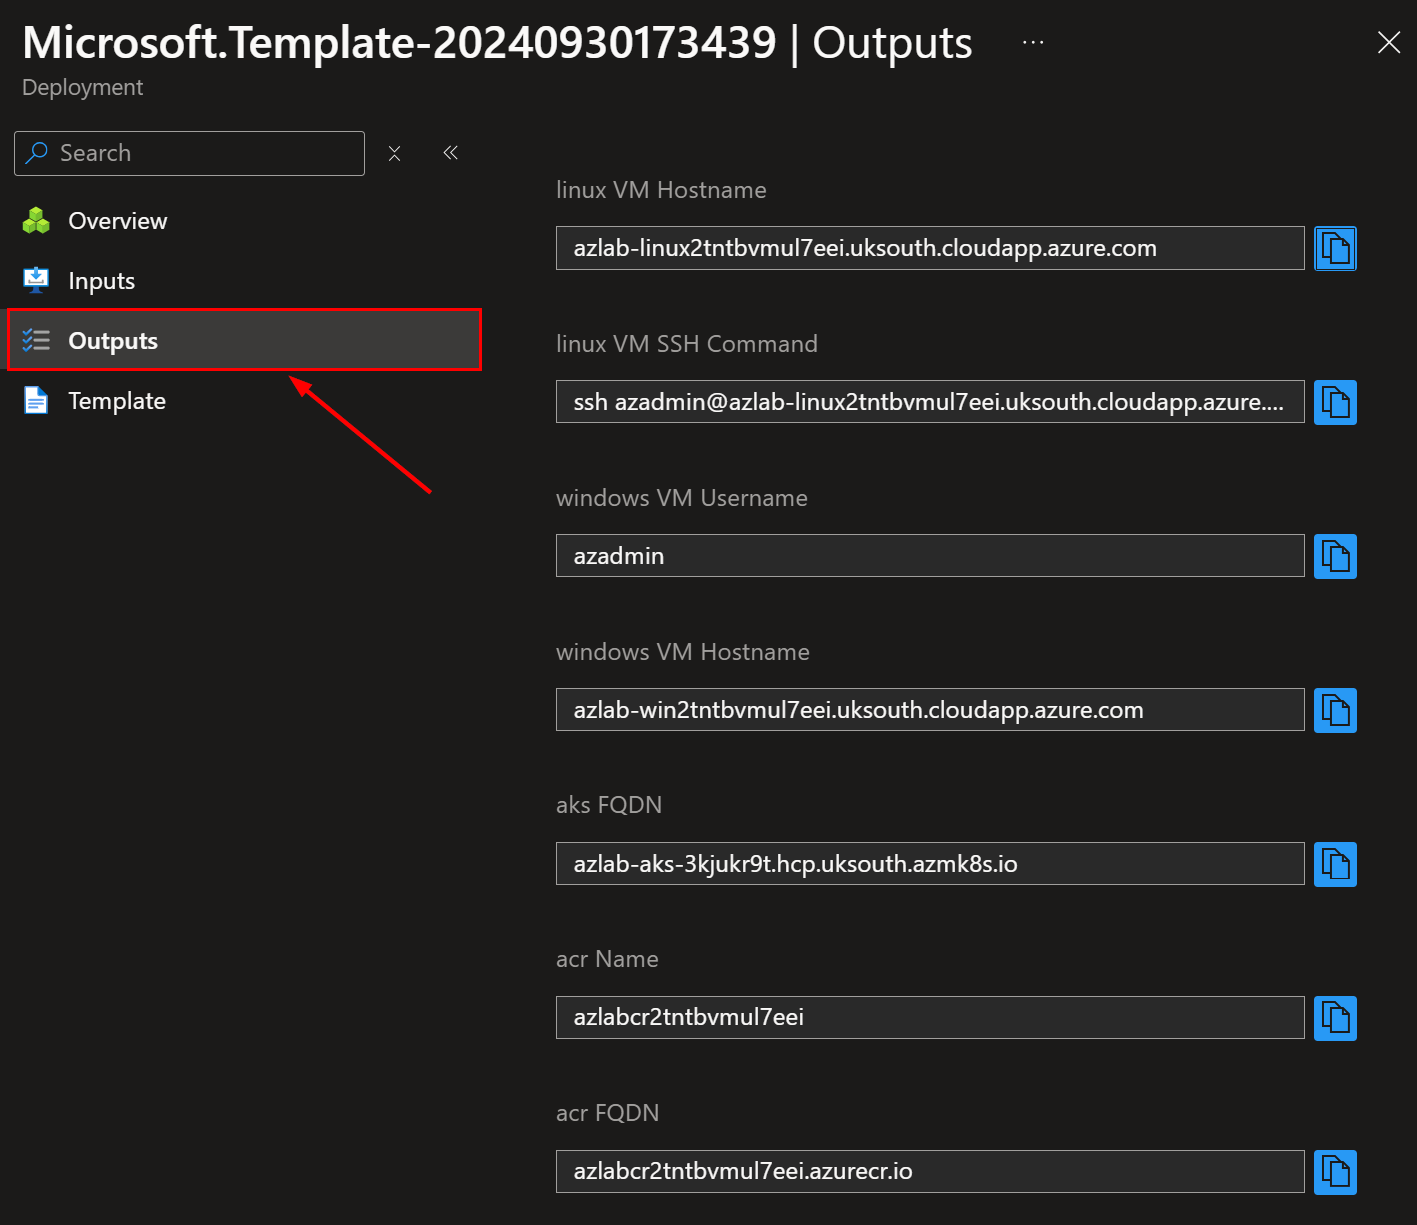 Microsoft.Template-20240930173439 | Outputs ...
Deployment
Search
Overview
Inputs
Outputs
Template
linux VM Hostname
azlab-linux2tntbvmul7eei.uksouth.cloudapp.azure.com
linux VM SSH Command
ssh azadmin@azlab-linux2tntbvmul7eei.uksouth.cloudapp.azure....
windows VM Username
azadmin
windows VM Hostname
azlab-win2tntbvmul7eei.uksouth.cloudapp.azure.com
aks FQDN
azlab-aks-3kjukr9t.hcp.uksouth.azmk8s.io
acr Name
azlabcr2tntbvmul7eei
acr FQDN
azlabcr2tntbvmul7eei.azurecr.io